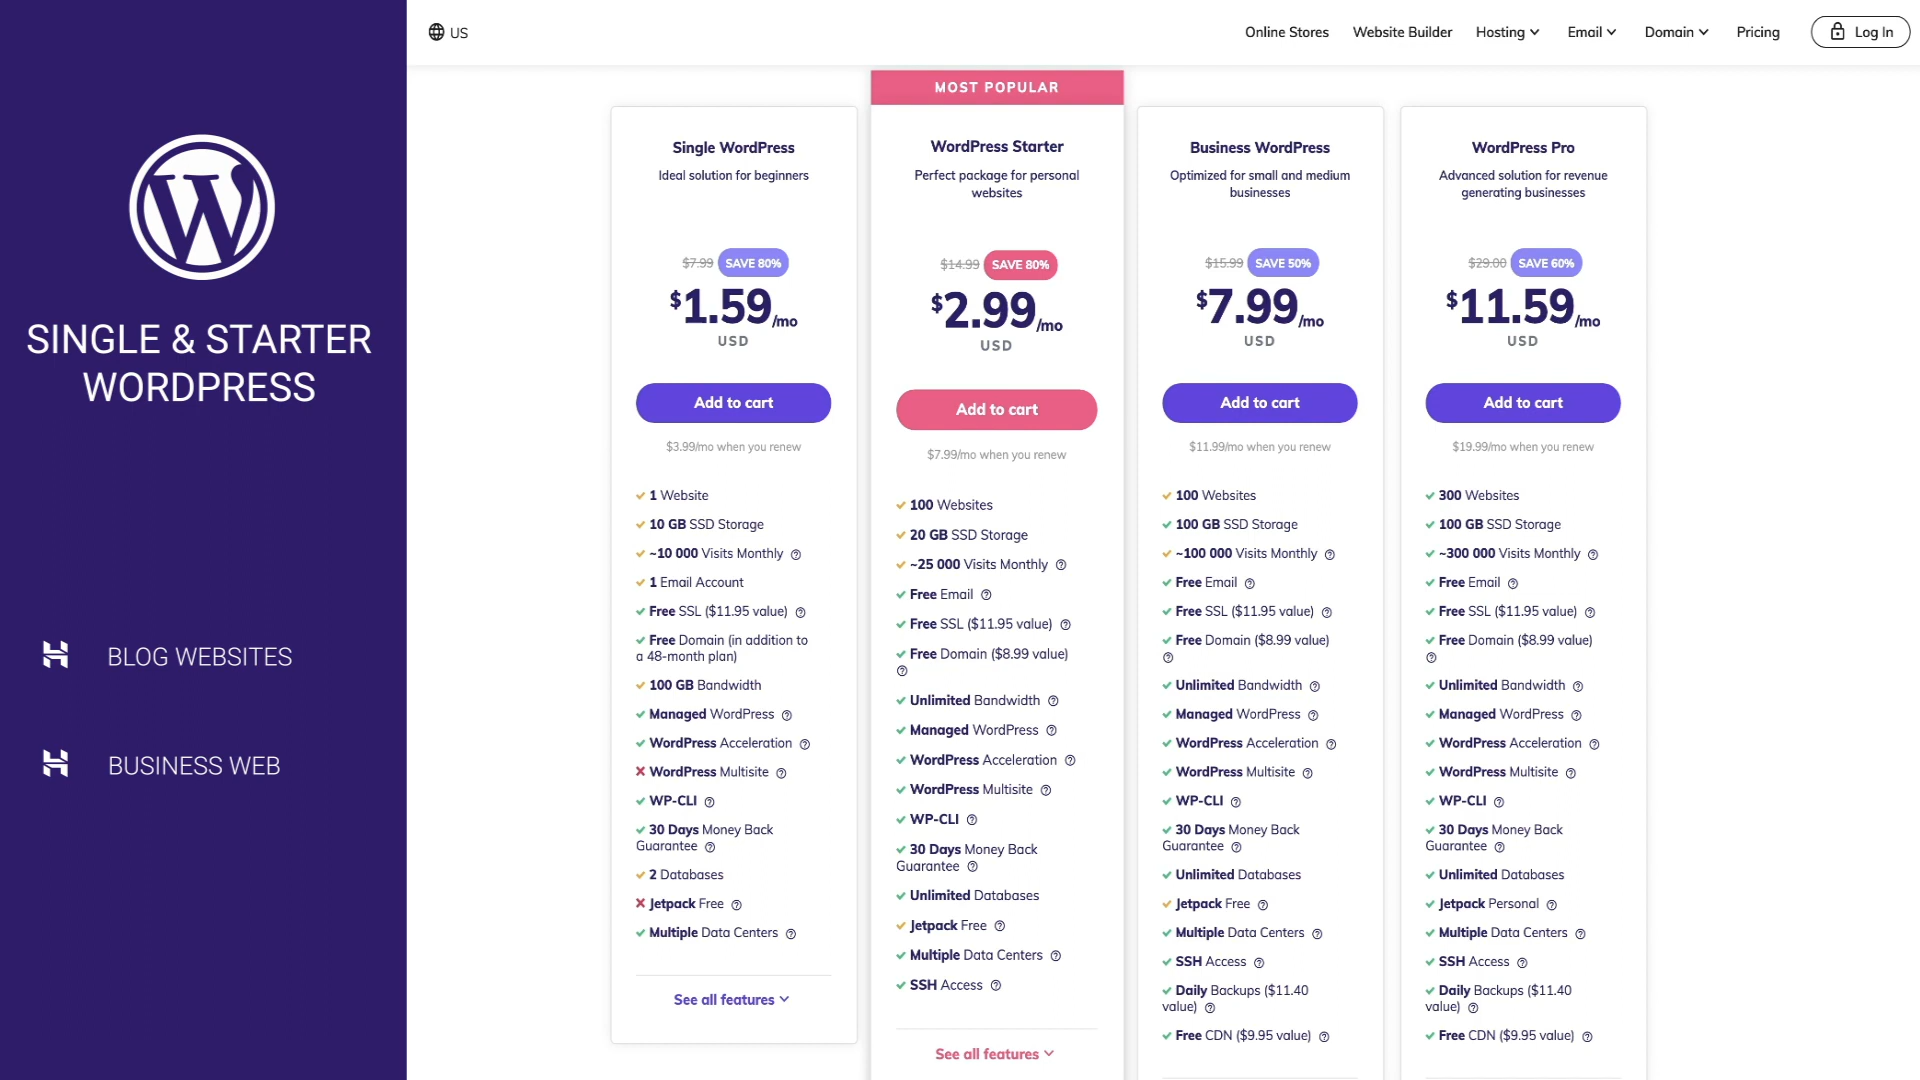 SINGLE & STARTER
WORDPRESS
BLOG WEBSITES
BUSINESS WEB
US
Online Stores
Website Builder
Hosting
Email
Domain
Pricing
Log In
Single WordPress
Ideal solution for beginners
$7.99 SAVE 80%
$1.59/mo
USD
Add to cart
$3.99/mo when you renew
1 Website
10 GB SSD Storage
~10 000 Visits Monthly
1 Email Account
Free SSL ($11.95 value)
Free Domain (in addition to
a 48-month plan)
100 GB Bandwidth
Managed WordPress
WordPress Acceleration
WordPress Multisite
WP-CLI
30 Days Money Back
Guarantee
2 Databases
Jetpack Free
Multiple Data Centers
See all features
MOST POPULAR
WordPress Starter
Perfect package for personal
websites
$14.99 SAVE 80%
$2.99/mo
USD
Add to cart
$7.99/mo when you renew
100 Websites
20 GB SSD Storage
~25 000 Visits Monthly
Free Email
Free SSL ($11.95 value)
Free Domain ($8.99 value)
Unlimited Bandwidth
Managed WordPress
WordPress Acceleration
WordPress Multisite
WP-CLI
30 Days Money Back
Guarantee
Unlimited Databases
Jetpack Free
Multiple Data Centers
SSH Access
See all features
Business WordPress
Optimized for small and medium
businesses
$15.99 SAVE 50%
$7.99/mo
USD
Add to cart
$11.99/mo when you renew
100 Websites
100 GB SSD Storage
~100 000 Visits Monthly
Free Email
Free SSL ($11.95 value)
Free Domain ($8.99 value)
Unlimited Bandwidth
Managed WordPress
WordPress Acceleration
WordPress Multisite
WP-CLI
30 Days Money Back
Guarantee
Unlimited Databases
Jetpack Free
Multiple Data Centers
SSH Access
Daily Backups ($11.40
value)
Free CDN ($9.95 value)
WordPress Pro
Advanced solution for revenue
generating businesses
$29.00 SAVE 60%
$11.59/mo
USD
Add to cart
$19.99/mo when you renew
300 Websites
100 GB SSD Storage
~300 000 Visits Monthly
Free Email
Free SSL ($11.95 value)
Free Domain ($8.99 value)
Unlimited Bandwidth
Managed WordPress
WordPress Acceleration
WordPress Multisite
WP-CLI
30 Days Money Back
Guarantee
Unlimited Databases
Jetpack Personal
Multiple Data Centers
SSH Access
Daily Backups ($11.40
value)
Free CDN ($9.95 value)